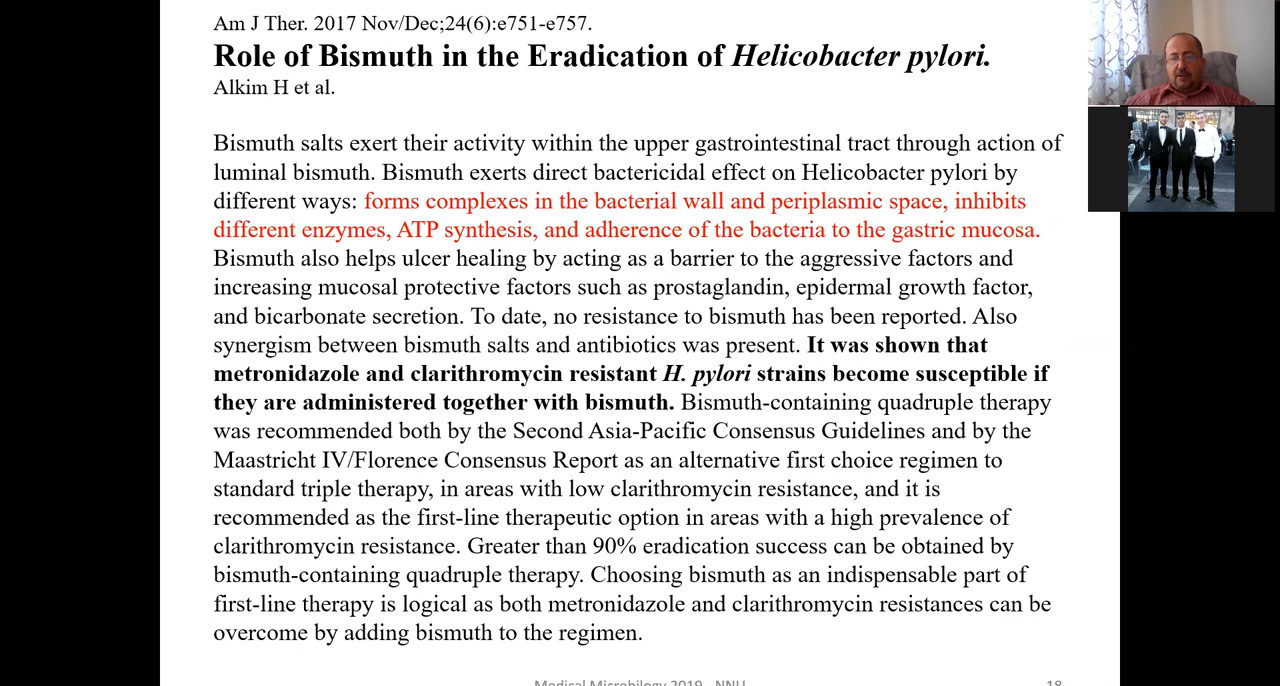 Am J Ther. 2017 Nov/Dec;24(6):e751-e757.
Role of Bismuth in the Eradication of Helicobacter pylori.
Alkim H et al.
Bismuth salts exert their activity within the upper gastrointestinal tract through action of
luminal bismuth. Bismuth exerts direct bactericidal effect on Helicobacter pylori by
different ways: forms complexes in the bacterial wall and periplasmic space, inhibits
different enzymes, ATP synthesis, and adherence of the bacteria to the gastric mucosa.
Bismuth also helps ulcer healing by acting as a barrier to the aggressive factors and
increasing mucosal protective factors such as prostaglandin, epidermal growth factor,
and bicarbonate secretion. To date, no resistance to bismuth has been reported. Also
synergism between bismuth salts and antibiotics was present. It was shown that
metronidazole and clarithromycin resistant H. pylori strains become susceptible if
they are administered together with bismuth. Bismuth-containing quadruple therapy
was recommended both by the Second Asia-Pacific Consensus Guidelines and by the
Maastricht IV/Florence Consensus Report as an alternative first choice regimen to
standard triple therapy, in areas with low clarithromycin resistance, and it is
recommended as the first-line therapeutic option in areas with a high prevalence of
clarithromycin resistance. Greater than 90% eradication success can be obtained by
bismuth-containing quadruple therapy. Choosing bismuth as an indispensable part of
first-line therapy is logical as both metronidazole and clarithromycin resistances can be
overcome by adding bismuth to the regimen.
Medical Microbilogy 2019 - NNU
18